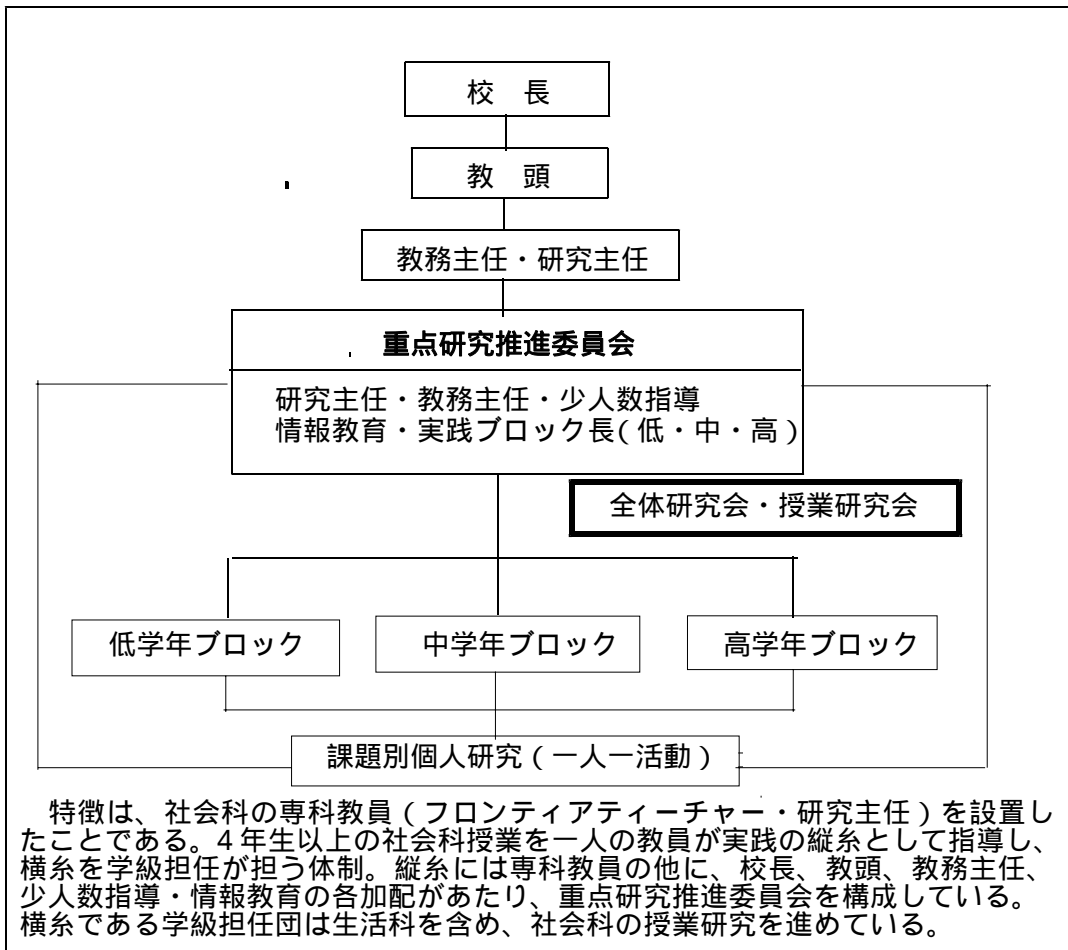 校　長
教　頭
教務主任・研究主任
重点研究推進委員会
研究主任・教務主任・少人数指導
情報教育・実践ブロック長(低・中・高)
全体研究会・授業研究会
低学年ブロック
中学年ブロック
高学年ブロック
課題別個人研究(一人一活動)
　特徴は、社会科の専科教員(フロンティアティーチャー・研究主任)を設置し
たことである。4年生以上の社会科授業を一人の教員が実践の縦糸として指導し、
横糸を学級担任が担う体制。縦糸には専科教員の他に、校長、教頭、教務主任、
少人数指導・情報教育の各加配があたり、重点研究推進委員会を構成している。
横糸である学級担任団は生活科を含め、社会科の授業研究を進めている。